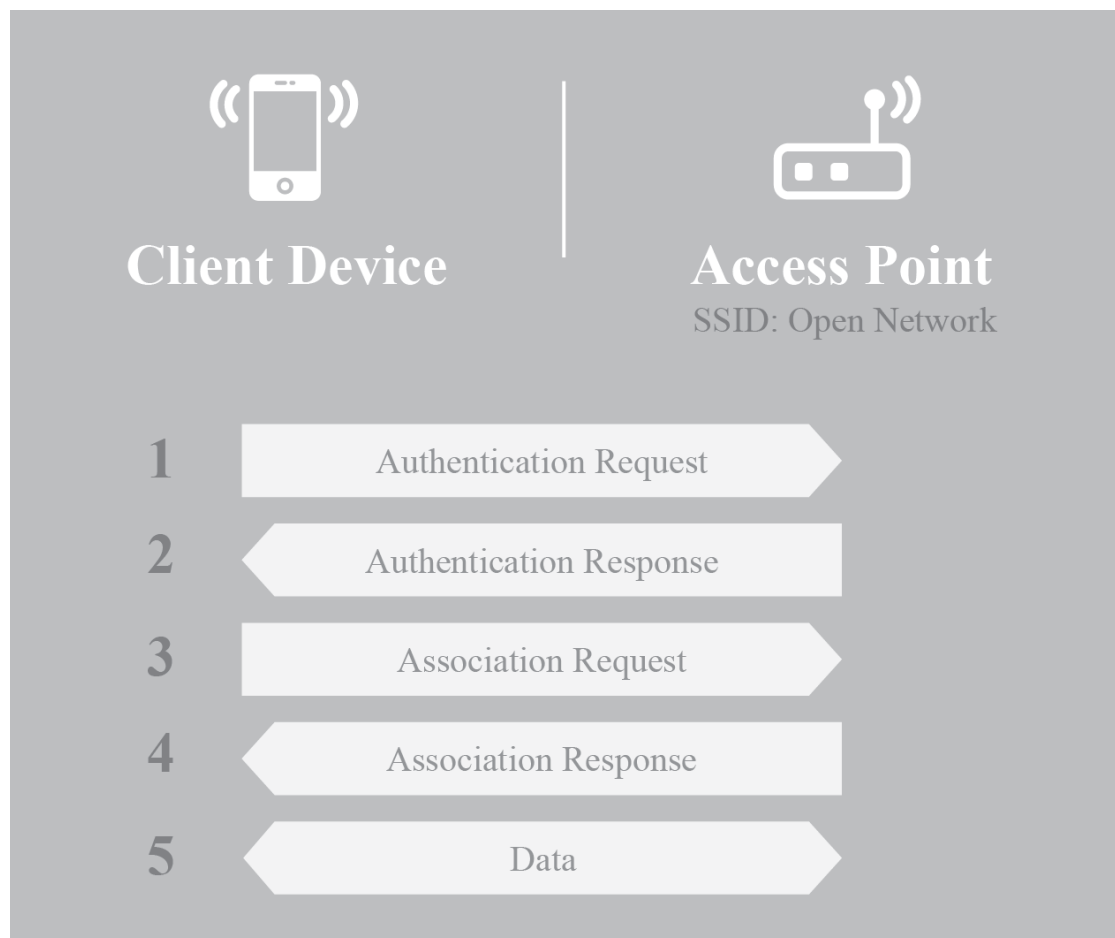 Client Device
Access Point
SSID: Open Network
1 Authentication Request
2 Authentication Response
3 Association Request
4 Association Response
5 Data